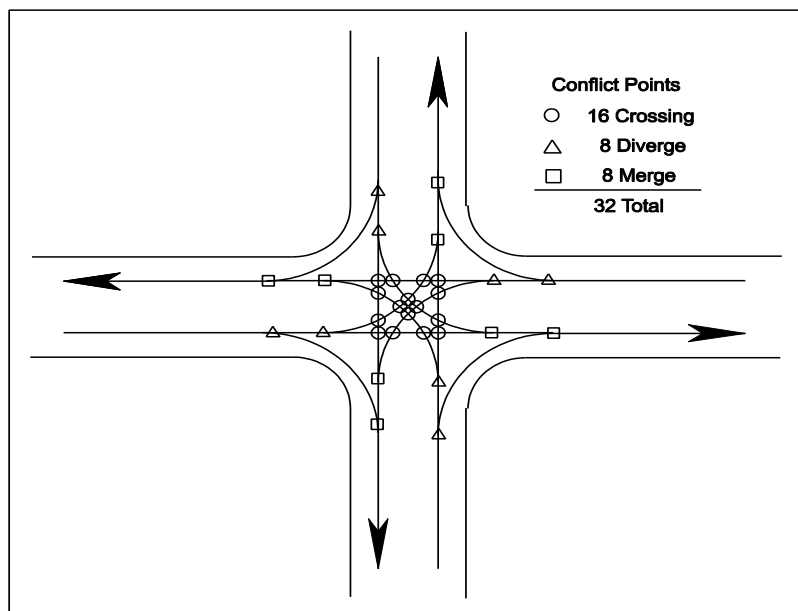 Conflict Points
16 Crossing
8 Diverge
8 Merge
32 Total